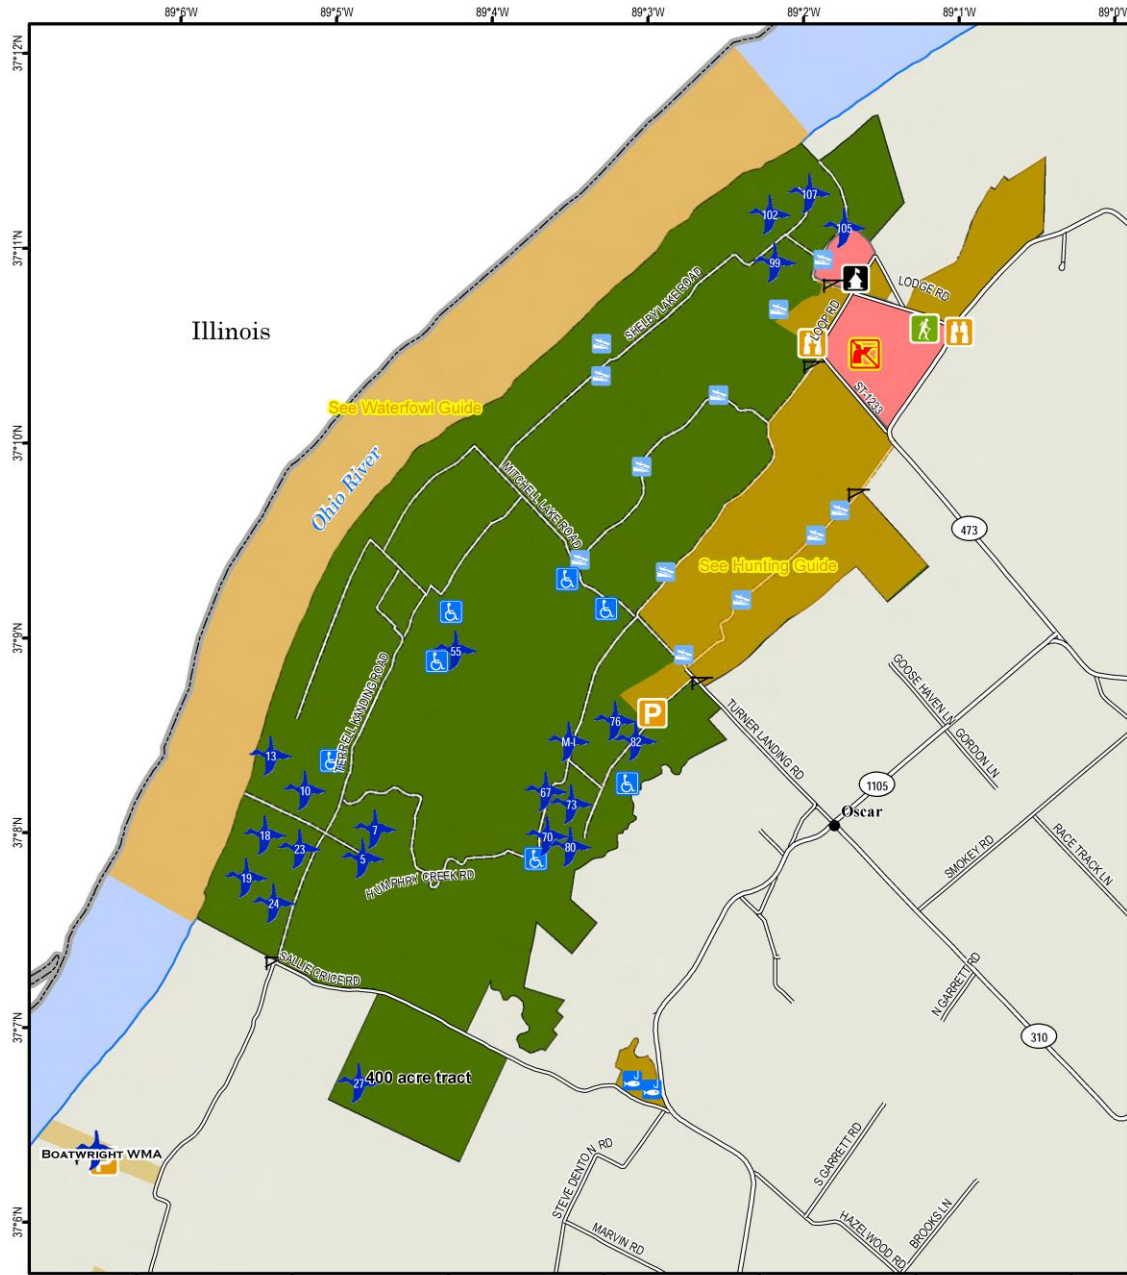 89°6'W 89°5'W 89°4'W 89°3'W 89°2'W 89°1'W 89°0'W
37°12'N
107
102
105
37°11'N
99
LODGE RD
SHELBY LAKE ROAD
LOOP RD
Illinois
ST-1233
See Waterfowl Guide
37°10'N
Ohio River
MITCHELL LAKE ROAD
473
See Hunting Guide
37°9'N
55
GOOSE HAVEN LN
TERRELL KANDING ROAD
P
76
M-I
82
TURNER LANDING RD
GORDON LN
13
10
67
73
1105
Oscar
37°8'N
18
7
70
23
80
5
SMOKEY RD
RACE TRACK LN
19
HUMPHRY CREEK RD
24
SALLIE CRICE RD
N GARRETT RD
37°7'N
310
27
400 acre tract
BOATWRIGHT WMA
P
STEVE DENTON RD
S GARRETT RD
37°6'N
MARVIN RD
HAZELWOOD RD
BROOKS LN